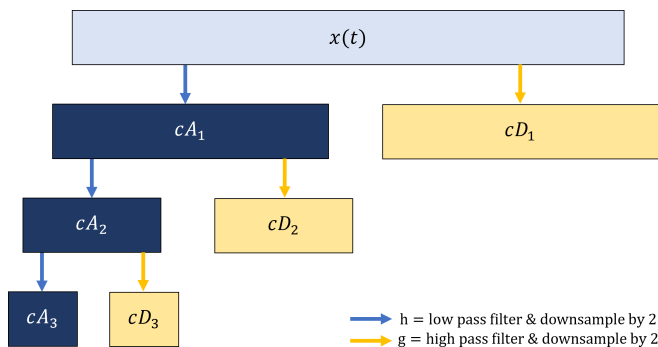 x(t)
cA₁
cD₁
cA₂
cD₂
cA₃
cD₃
h = low pass filter & downsample by 2
g = high pass filter & downsample by 2